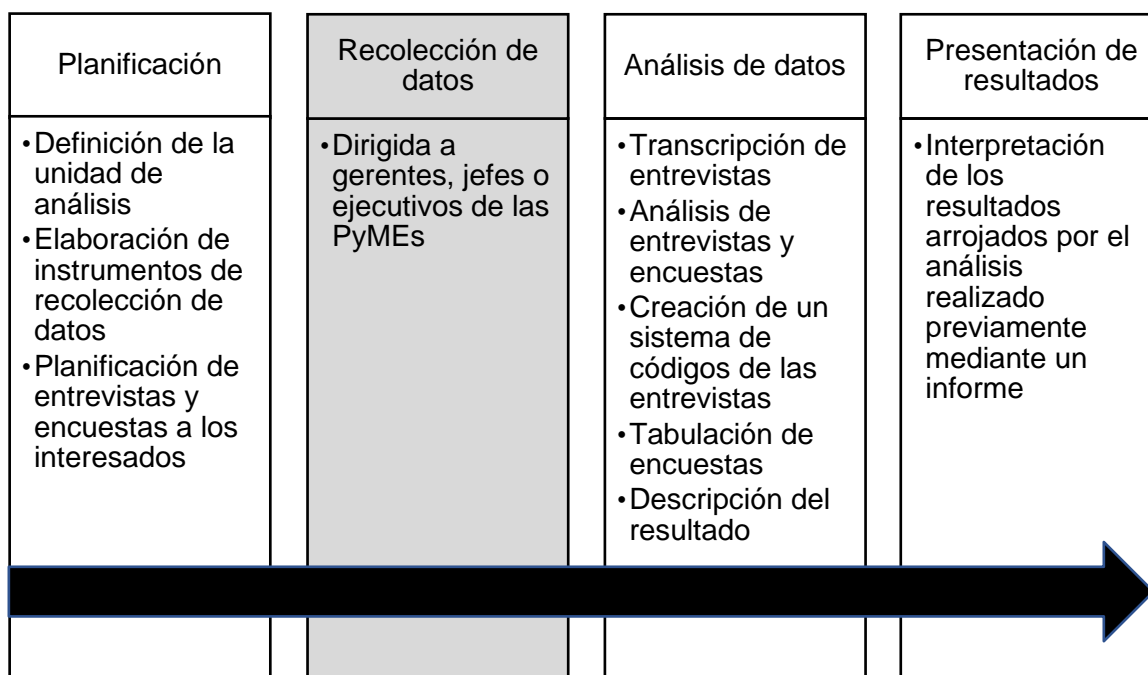 Planificación
•Definición de la
unidad de
análisis
•Elaboración de
instrumentos de
recolección de
datos
•Planificación de
entrevistas y
encuestas a los
interesados
Recolección de
datos
•Dirigida a
gerentes, jefes o
ejecutivos de las
PyMEs
Análisis de datos
•Transcripción de
entrevistas
•Análisis de
entrevistas y
encuestas
•Creación de un
sistema de
códigos de las
entrevistas
•Tabulación de
encuestas
•Descripción del
resultado
Presentación de
resultados
•Interpretación
de los
resultados
arrojados por el
análisis
realizado
previamente
mediante un
informe